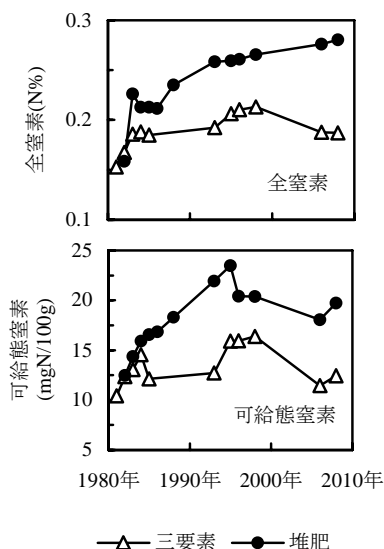 0.3
0.2
0.1
全窒素(N%)
全窒素
25
20
15
10
5
可給態窒素
(mgN/100g)
可給態窒素
1980年 1990年 2000年 2010年
三要素 堆肥